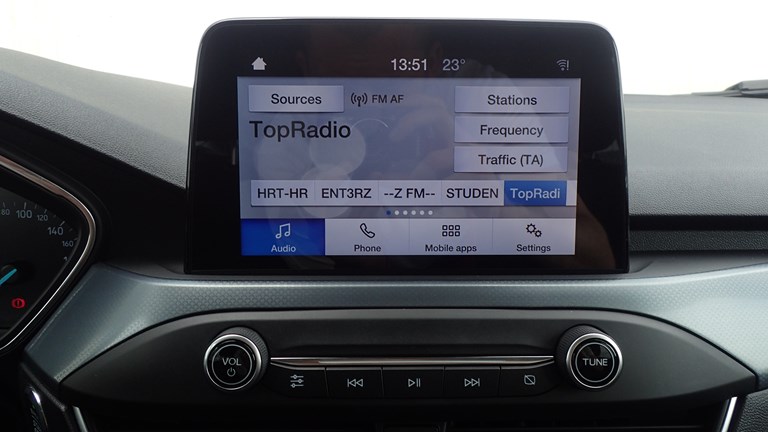 13:51 23°
Sources FM AF Stations
TopRadio Frequency
Traffic (TA)
HRT-HR ENT3RZ --Z FM-- STUDEN TopRadi
Audio Phone Mobile apps Settings
80 100 120 140 160
VOL TUNE